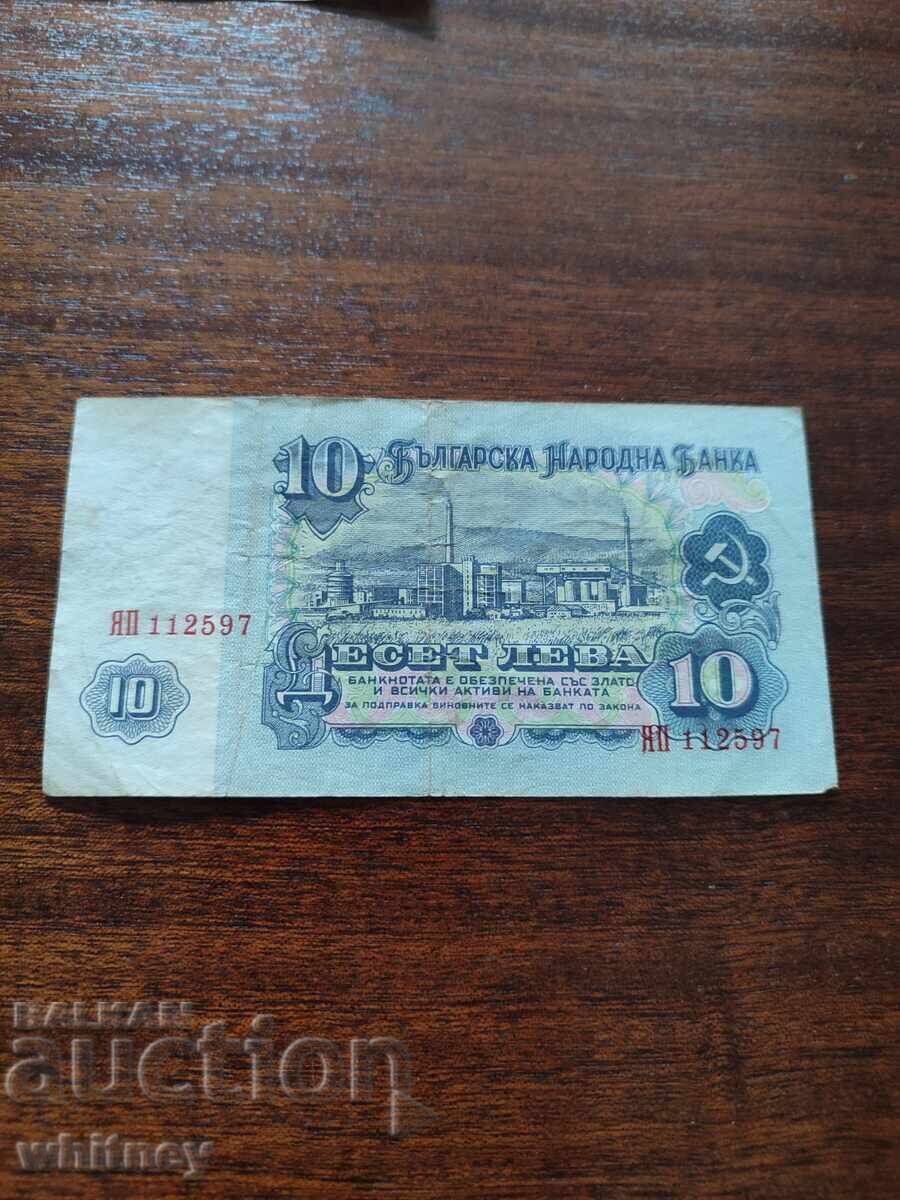 10 БЪЛГАРСКА НАРОДНА БАНКА
ЯП 112597
ДЕСЕТ ЛЕВА
БАНКНОТАТА Е ОБЕЗПЕЧЕНА СЪС ЗЛАТО
И ВСИЧКИ АКТИВИ НА БАНКАТА
ЗА ПОДПРАВКА ВИНОВНИТЕ СЕ НАКАЗВАТ ПО ЗАКОНА
10
10
ЯП 112597
BALKAN
auction
whitney